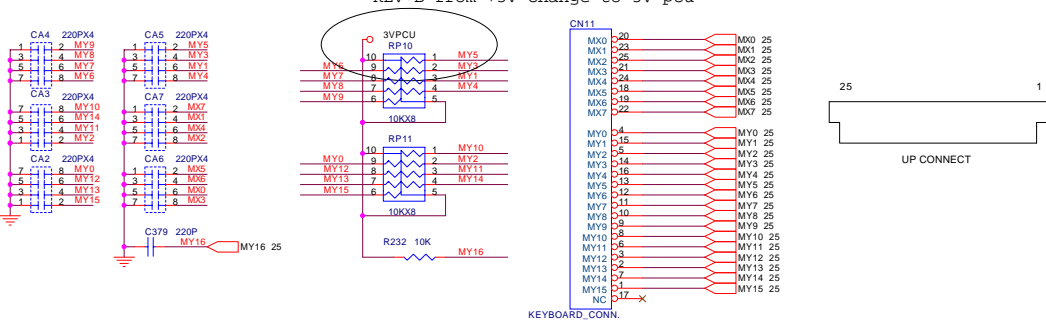 from change to
CA4 220PX4
1 2 MY9
3 4 MY8
5 6 MY7
7 8 MY6
CA3 220PX4
7 8 MY10
5 6 MY14
3 4 MY11
1 2 MY2
CA2 220PX4
7 8 MY0
5 6 MY12
3 4 MY13
1 2 MY15
CA5 220PX4
1 2 MY5
3 4 MY3
5 6 MY1
7 8 MY4
CA7 220PX4
1 2 MX7
3 4 MX1
5 6 MX4
7 8 MX2
CA6 220PX4
1 2 MX5
3 4 MX6
5 6 MX0
7 8 MX3
C379 220P
MY16
MY16 25
3VPCU
RP10
10 1 MY5
MY6 9 2 MY3
MY7 8 3 MY1
MY8 7 4 MY4
MY9 6 5
10KX8
RP11
10 1 MY10
MY0 9 2 MY2
MY12 8 3 MY11
MY13 7 4 MY14
MY15 6 5
10KX8
R232 10K
MY16
CN11
MX0 20 MX0 25
MX1 23 MX1 25
MX2 25 MX2 25
MX3 21 MX3 25
MX4 24 MX4 25
MX5 18 MX5 25
MX6 19 MX6 25
MX7 22 MX7 25
MY0 4 MY0 25
MY1 15 MY1 25
MY2 5 MY2 25
MY3 14 MY3 25
MY4 16 MY4 25
MY5 13 MY5 25
MY6 12 MY6 25
MY7 11 MY7 25
MY8 10 MY8 25
MY9 9 MY9 25
MY10 8 MY10 25
MY11 6 MY11 25
MY12 3 MY12 25
MY13 2 MY13 25
MY14 7 MY14 25
MY15 1 MY15 25
NC 17
KEYBOARD_CONN.
25 1
UP CONNECT